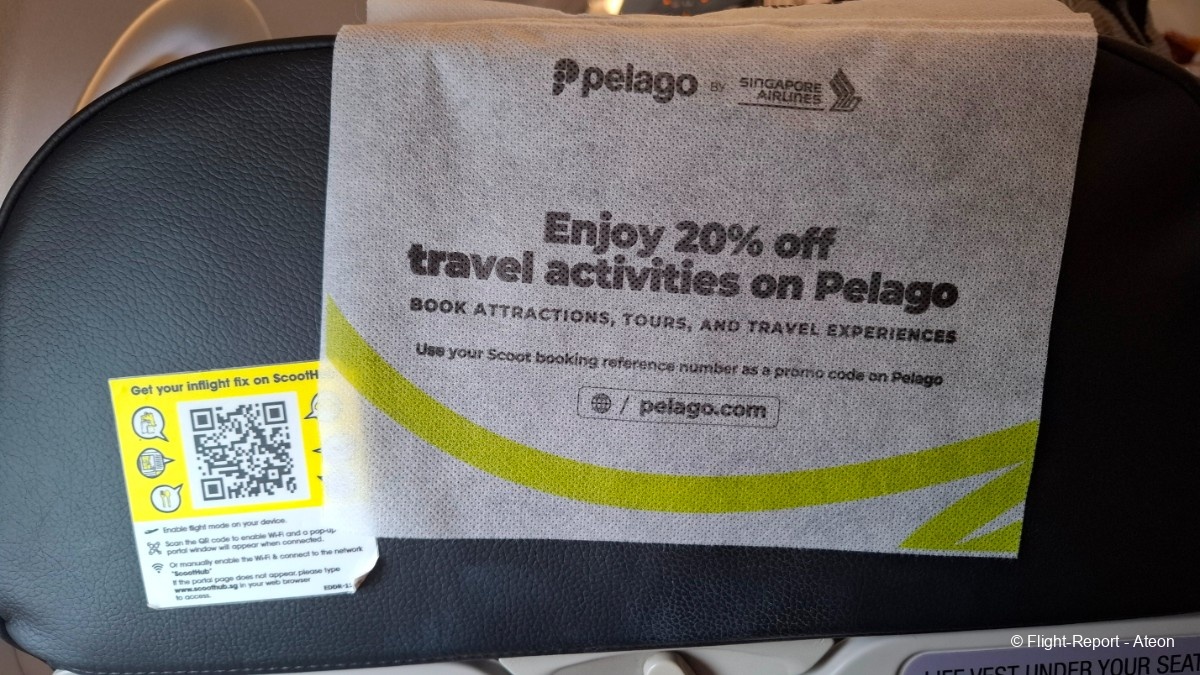 pelago BY SINGAPORE AIRLINES
Enjoy 20% off
travel activities on Pelago
BOOK ATTRACTIONS, TOURS, AND TRAVEL EXPERIENCES
Use your Scoot booking reference number as a promo code on Pelago
/ pelago.com
Get your inflight fix on ScootH
Enable flight mode on your device.
Scan the QR code to enable Wi-Fi and a pop-up
portal window will appear when connected.
Or manually enable the Wi-Fi & connect to the network
"ScootHub"
If the portal page does not appear, please type
www.scoothub.sg in your web browser
to access.
© Flight-Report - Ateon
LIFE VEST UNDER YOUR SEAT